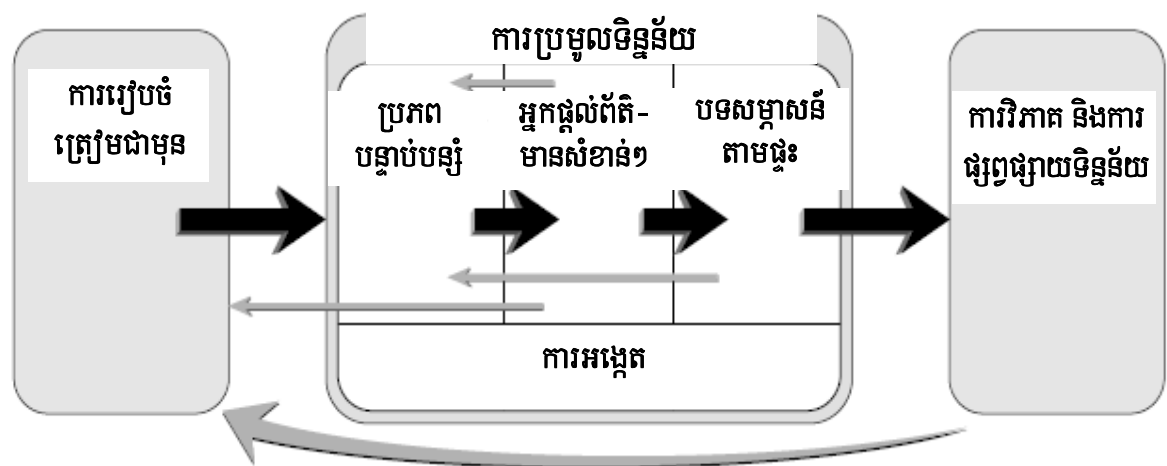 ការប្រមូលទិន្នន័យ
ការរៀបចំ
ត្រៀមជាមុន
ប្រភព
បន្ទាប់បន្សំ
អ្នកផ្តល់ព័ត៌-
មានសំខាន់ៗ
បទសម្ភាសន៍
តាមផ្ទះ
ការវិភាគ និងការ
ផ្សព្វផ្សាយទិន្នន័យ
ការអង្កេត